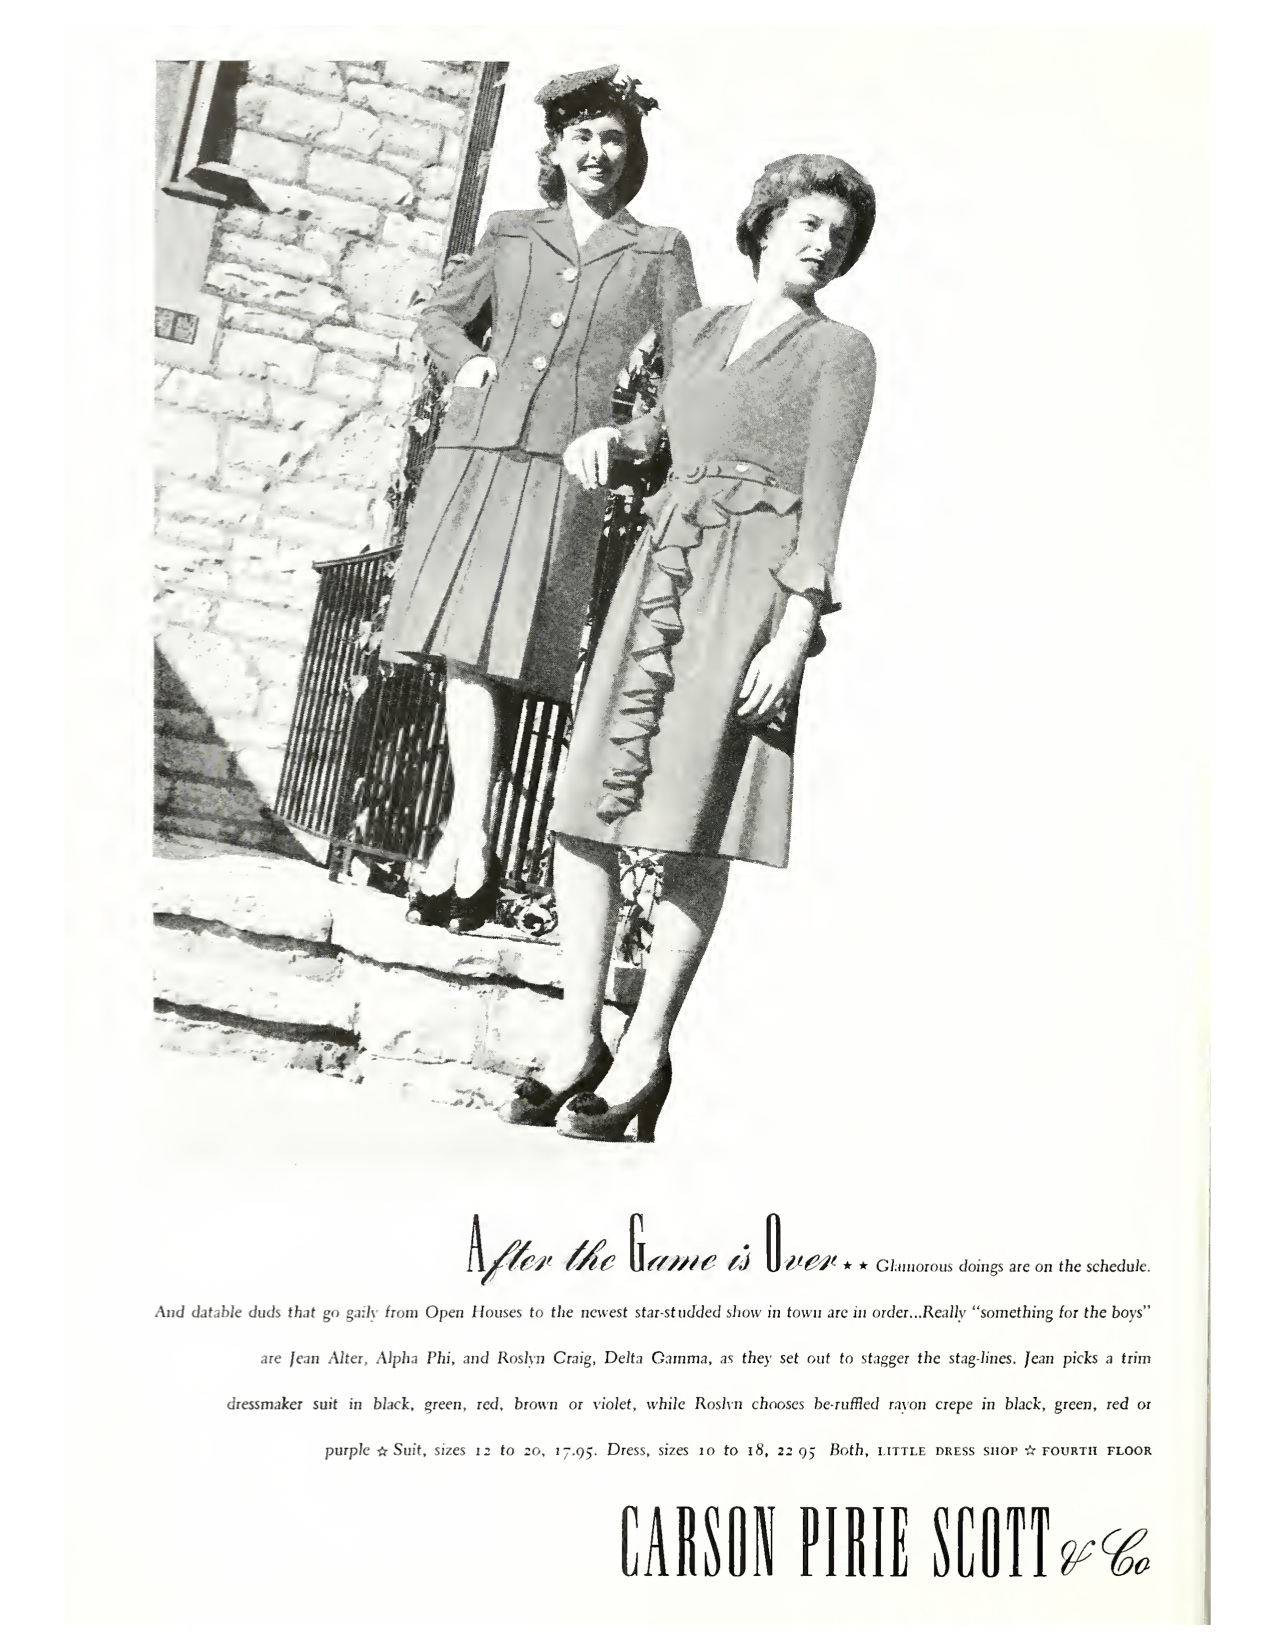 After the Game is Over ★ ★ Glamorous doings are on the schedule.
And datable duds that go gaily from Open Houses to the newest star-studded show in town are in order...Really “something for the boys”
are Jean Alter, Alpha Phi, and Roslyn Craig, Delta Gamma, as they set out to stagger the stag-lines. Jean picks a trim
dressmaker suit in black, green, red, brown or violet, while Roslyn chooses be-ruffled rayon crepe in black, green, red or
purple ☆ Suit, sizes 12 to 20, 17.95. Dress, sizes 10 to 18, 22 95 Both, LITTLE DRESS SHOP ☆ FOURTH FLOOR
CARSON PIRIE SCOTT & Co